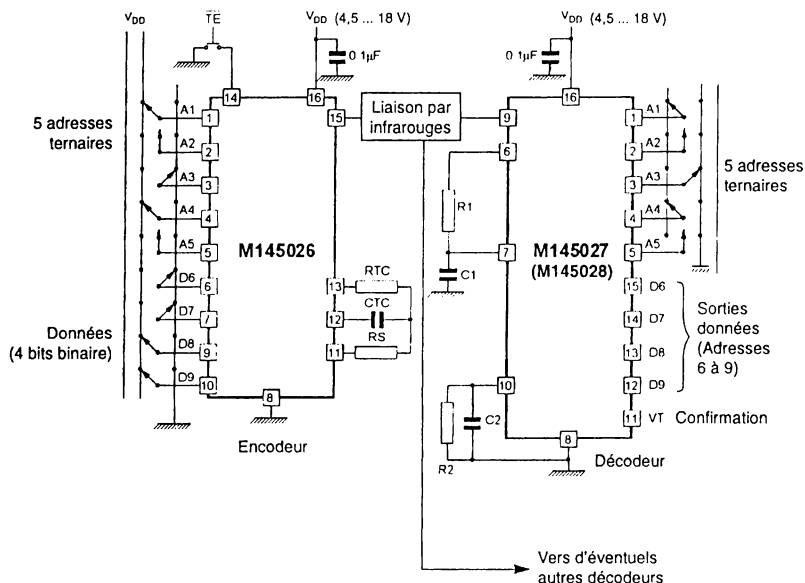 TE
VDD
VDD (4,5 ... 18 V)
0 1µF
14
16
5 adresses
ternaires
A1
1
A2
2
A3
3
A4
4
A5
5
D6
6
D7
7
D8
9
D9
10
Données
(4 bits binaire)
M145026
15
13
RTC
CTC
12
RS
11
8
Encodeur
Liaison par
infrarouges
VDD (4,5 ... 18 V)
0 1µF
16
9
6
R1
7
C1
M145027
(M145028)
10
R2
C2
8
Décodeur
1
A1
2
A2
3
A3
4
A4
5
A5
5 adresses
ternaires
15
D6
14
D7
13
D8
12
D9
Sorties
données
(Adresses
6 à 9)
11
VT
Confirmation
Vers d'éventuels
autres décodeurs